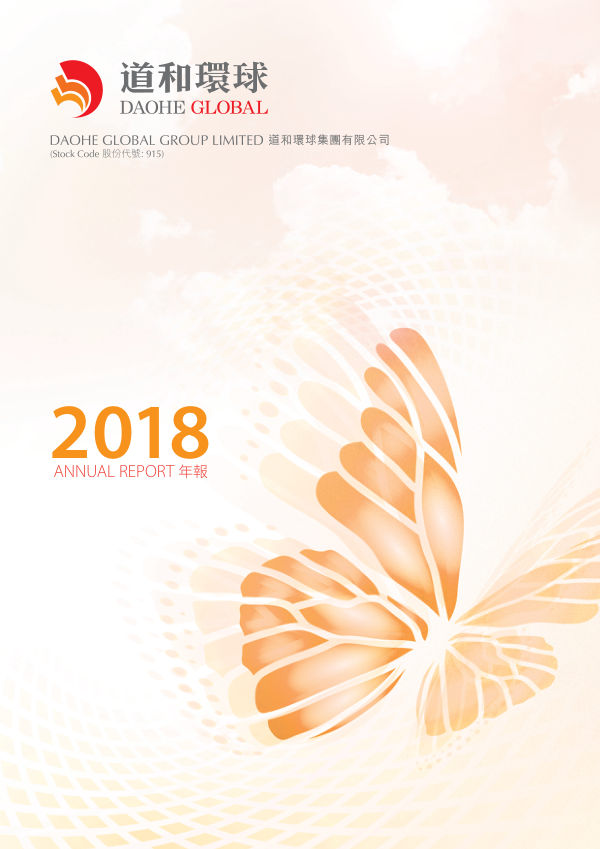 道和環球
DAOHE GLOBAL
DAOHE GLOBAL GROUP LIMITED 道和環球集團有限公司
(Stock Code 股份代號: 915)
2018
ANNUAL REPORT 年報